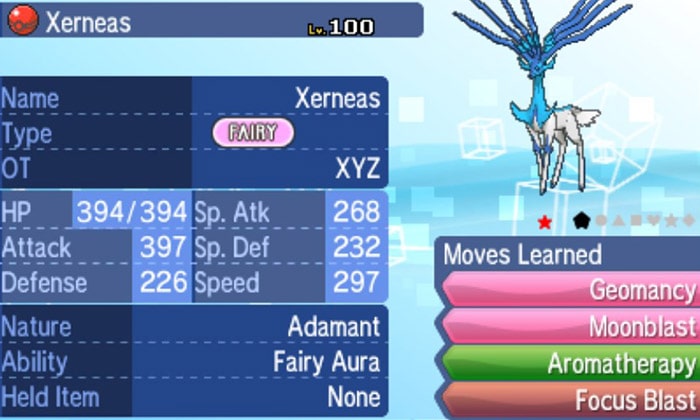 Xerneas Lv.100
Name Xerneas
Type FAIRY
OT XYZ
HP 394/394 Sp. Atk 268
Attack 397 Sp. Def 232
Defense 226 Speed 297
Nature Adamant
Ability Fairy Aura
Held Item None
Moves Learned
Geomancy
Moonblast
Aromatherapy
Focus Blast